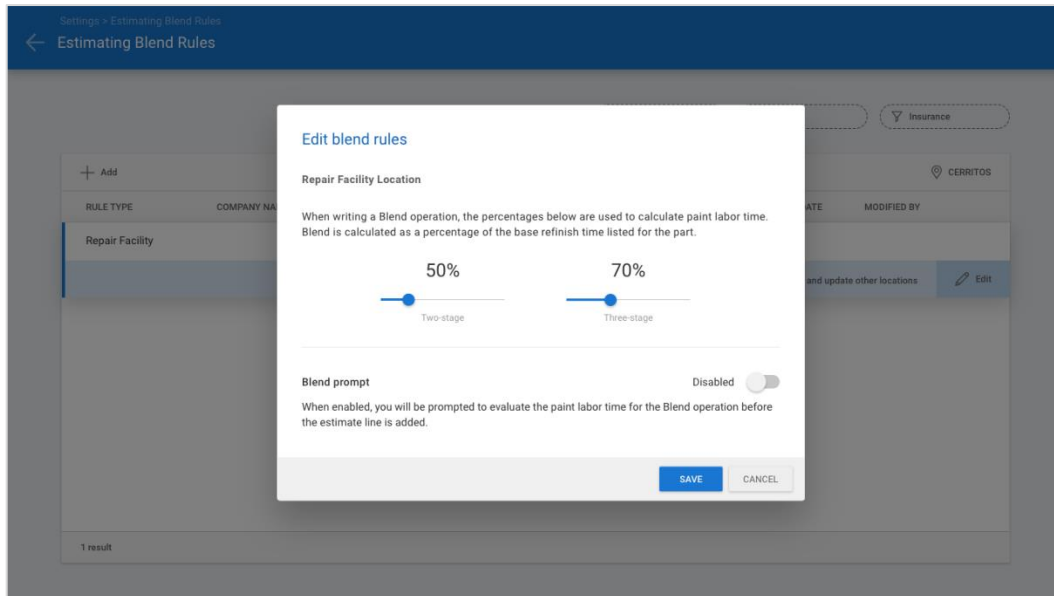 Settings > Estimating Blend Rules
Estimating Blend Rules
Insurance
Add
CERRITOS
RULE TYPE
COMPANY NA
ATE
MODIFIED BY
Repair Facility
and update other locations
Edit
Edit blend rules
Repair Facility Location
When writing a Blend operation, the percentages below are used to calculate paint labor time.
Blend is calculated as a percentage of the base refinish time listed for the part.
50%
70%
Two-stage
Three-stage
Blend prompt
Disabled
When enabled, you will be prompted to evaluate the paint labor time for the Blend operation before
the estimate line is added.
SAVE
CANCEL
1 result